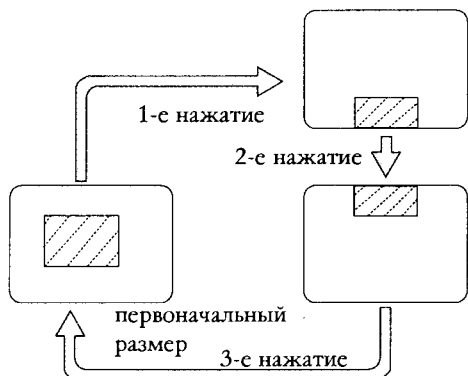 1-е нажатие
2-е нажатие
первоначальный
размер
3-е нажатие